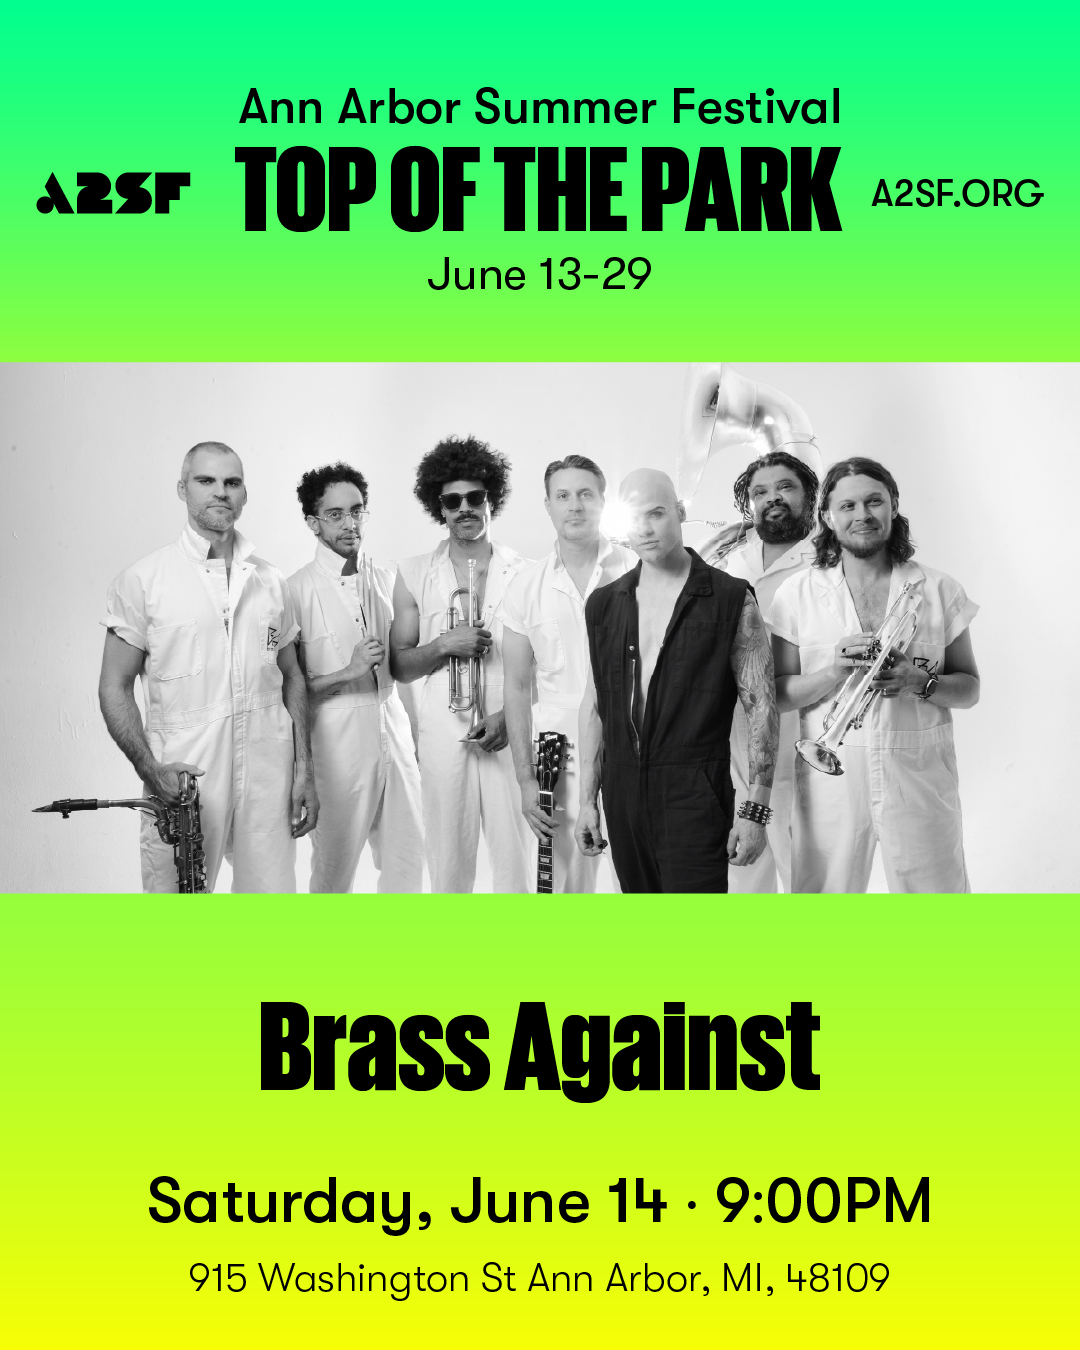 Ann Arbor Summer Festival
A2SF
TOP OF THE PARK
A2SF.ORG
June 13-29
Brass Against
Saturday, June 14 · 9:00PM
915 Washington St Ann Arbor, MI, 48109